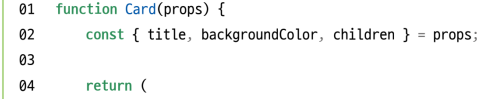 01 function Card(props) {
02     const { title, backgroundColor, children } = props;
03
04     return (